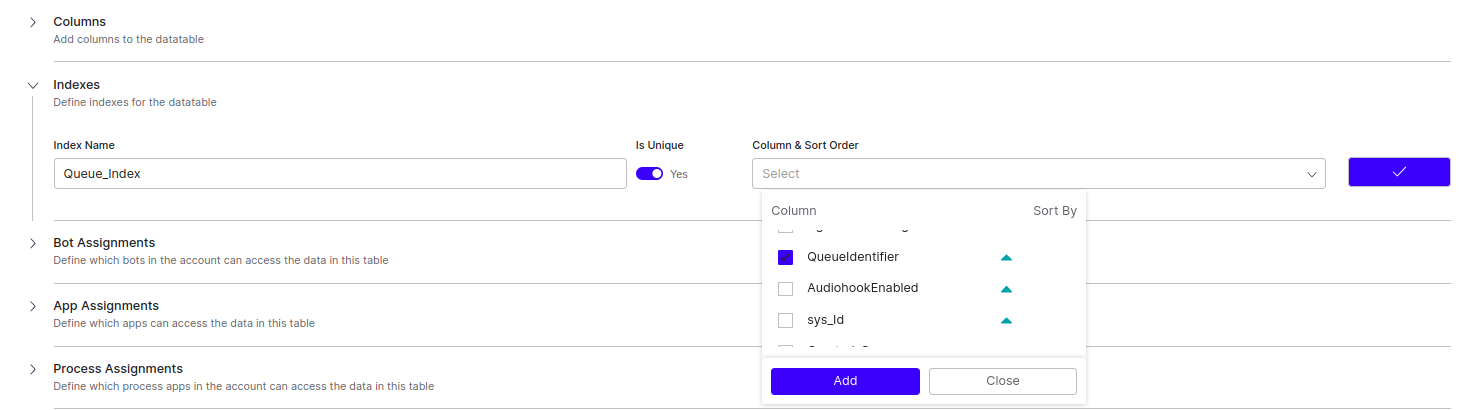 Columns
Add columns to the datatable
Indexes
Define indexes for the datatable
Index Name
Is Unique
Column & Sort Order
Queue_Index
Yes
Select
Column
Sort By
QueueIdentifier
AudiohookEnabled
sys_Id
Add
Close
Bot Assignments
Define which bots in the account can access the data in this table
App Assignments
Define which apps can access the data in this table
Process Assignments
Define which process apps in the account can access the data in this table